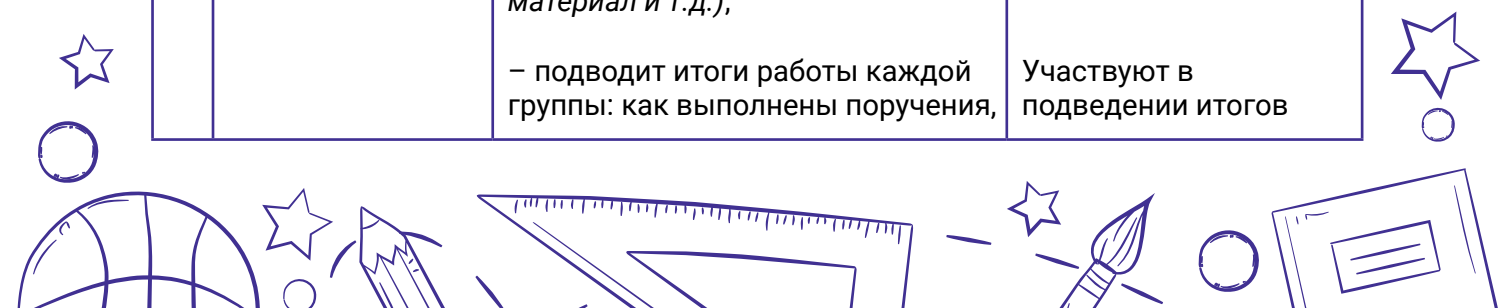 материал и т.д.);
– подводит итоги работы каждой
группы: как выполнены поручения,
Участвуют в
подведении итогов